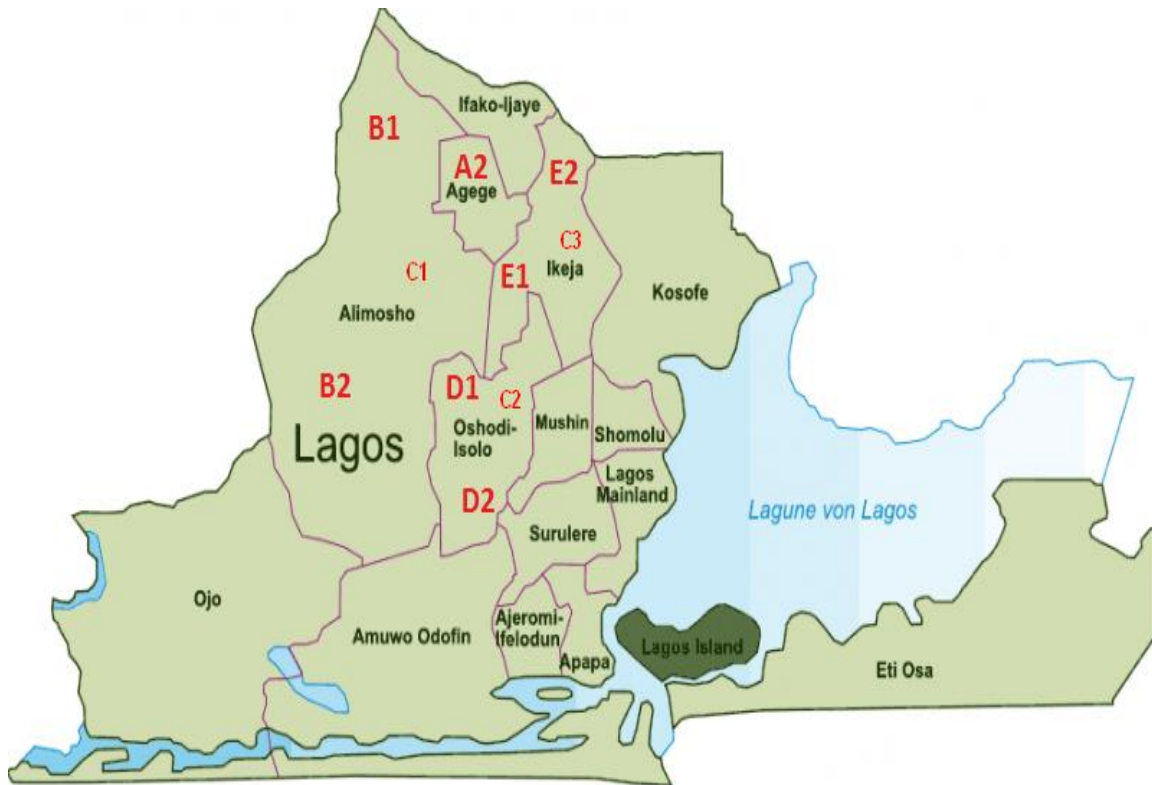 Ifako-Ijaye
B1
A2
E2
Agege
C3
Ikeja
C1
E1
Kosofe
Alimosho
B2
D1
C2
Lagos
Oshodi-
Isolo
Mushin
Shomolu
Lagos
Mainland
D2
Lagune von Lagos
Surulere
Ojo
Amuwo Odofin
Ajeromi-
Ifelodun
Apapa
Lagos Island
Eti Osa